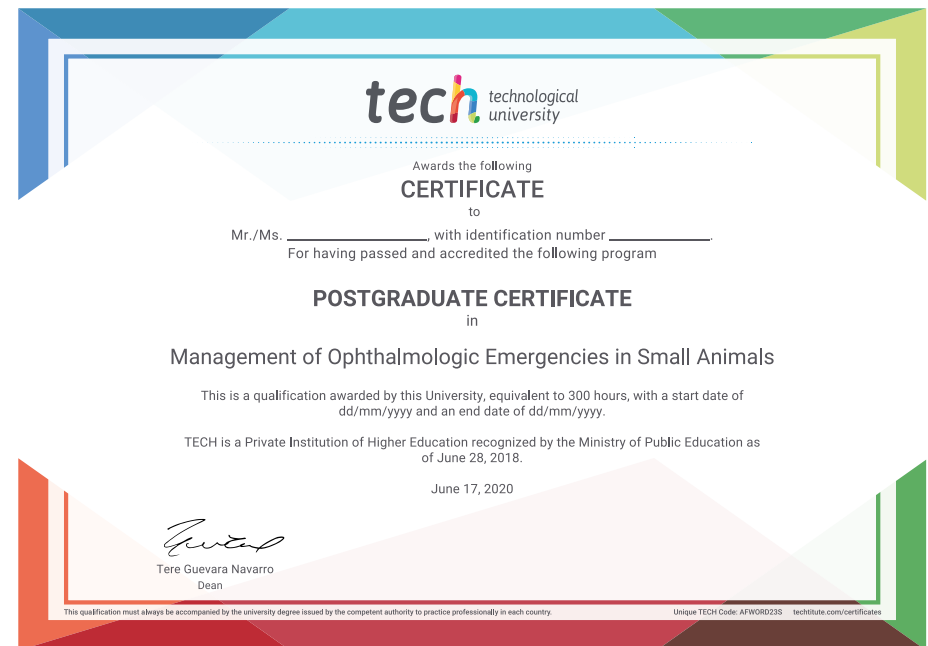 tech technological
university
Awards the following
CERTIFICATE
to
Mr./Ms. ____________________, with identification number ______________.
For having passed and accredited the following program
POSTGRADUATE CERTIFICATE
in
Management of Ophthalmologic Emergencies in Small Animals
This is a qualification awarded by this University, equivalent to 300 hours, with a start date of
dd/mm/yyyy and an end date of dd/mm/yyyy.
TECH is a Private Institution of Higher Education recognized by the Ministry of Public Education as
of June 28, 2018.
June 17, 2020
Tere Guevara Navarro
Dean
This qualification must always be accompanied by the university degree issued by the competent authority to practice professionally in each country.
Unique TECH Code: AFWORD23S techtitute.com/certificates